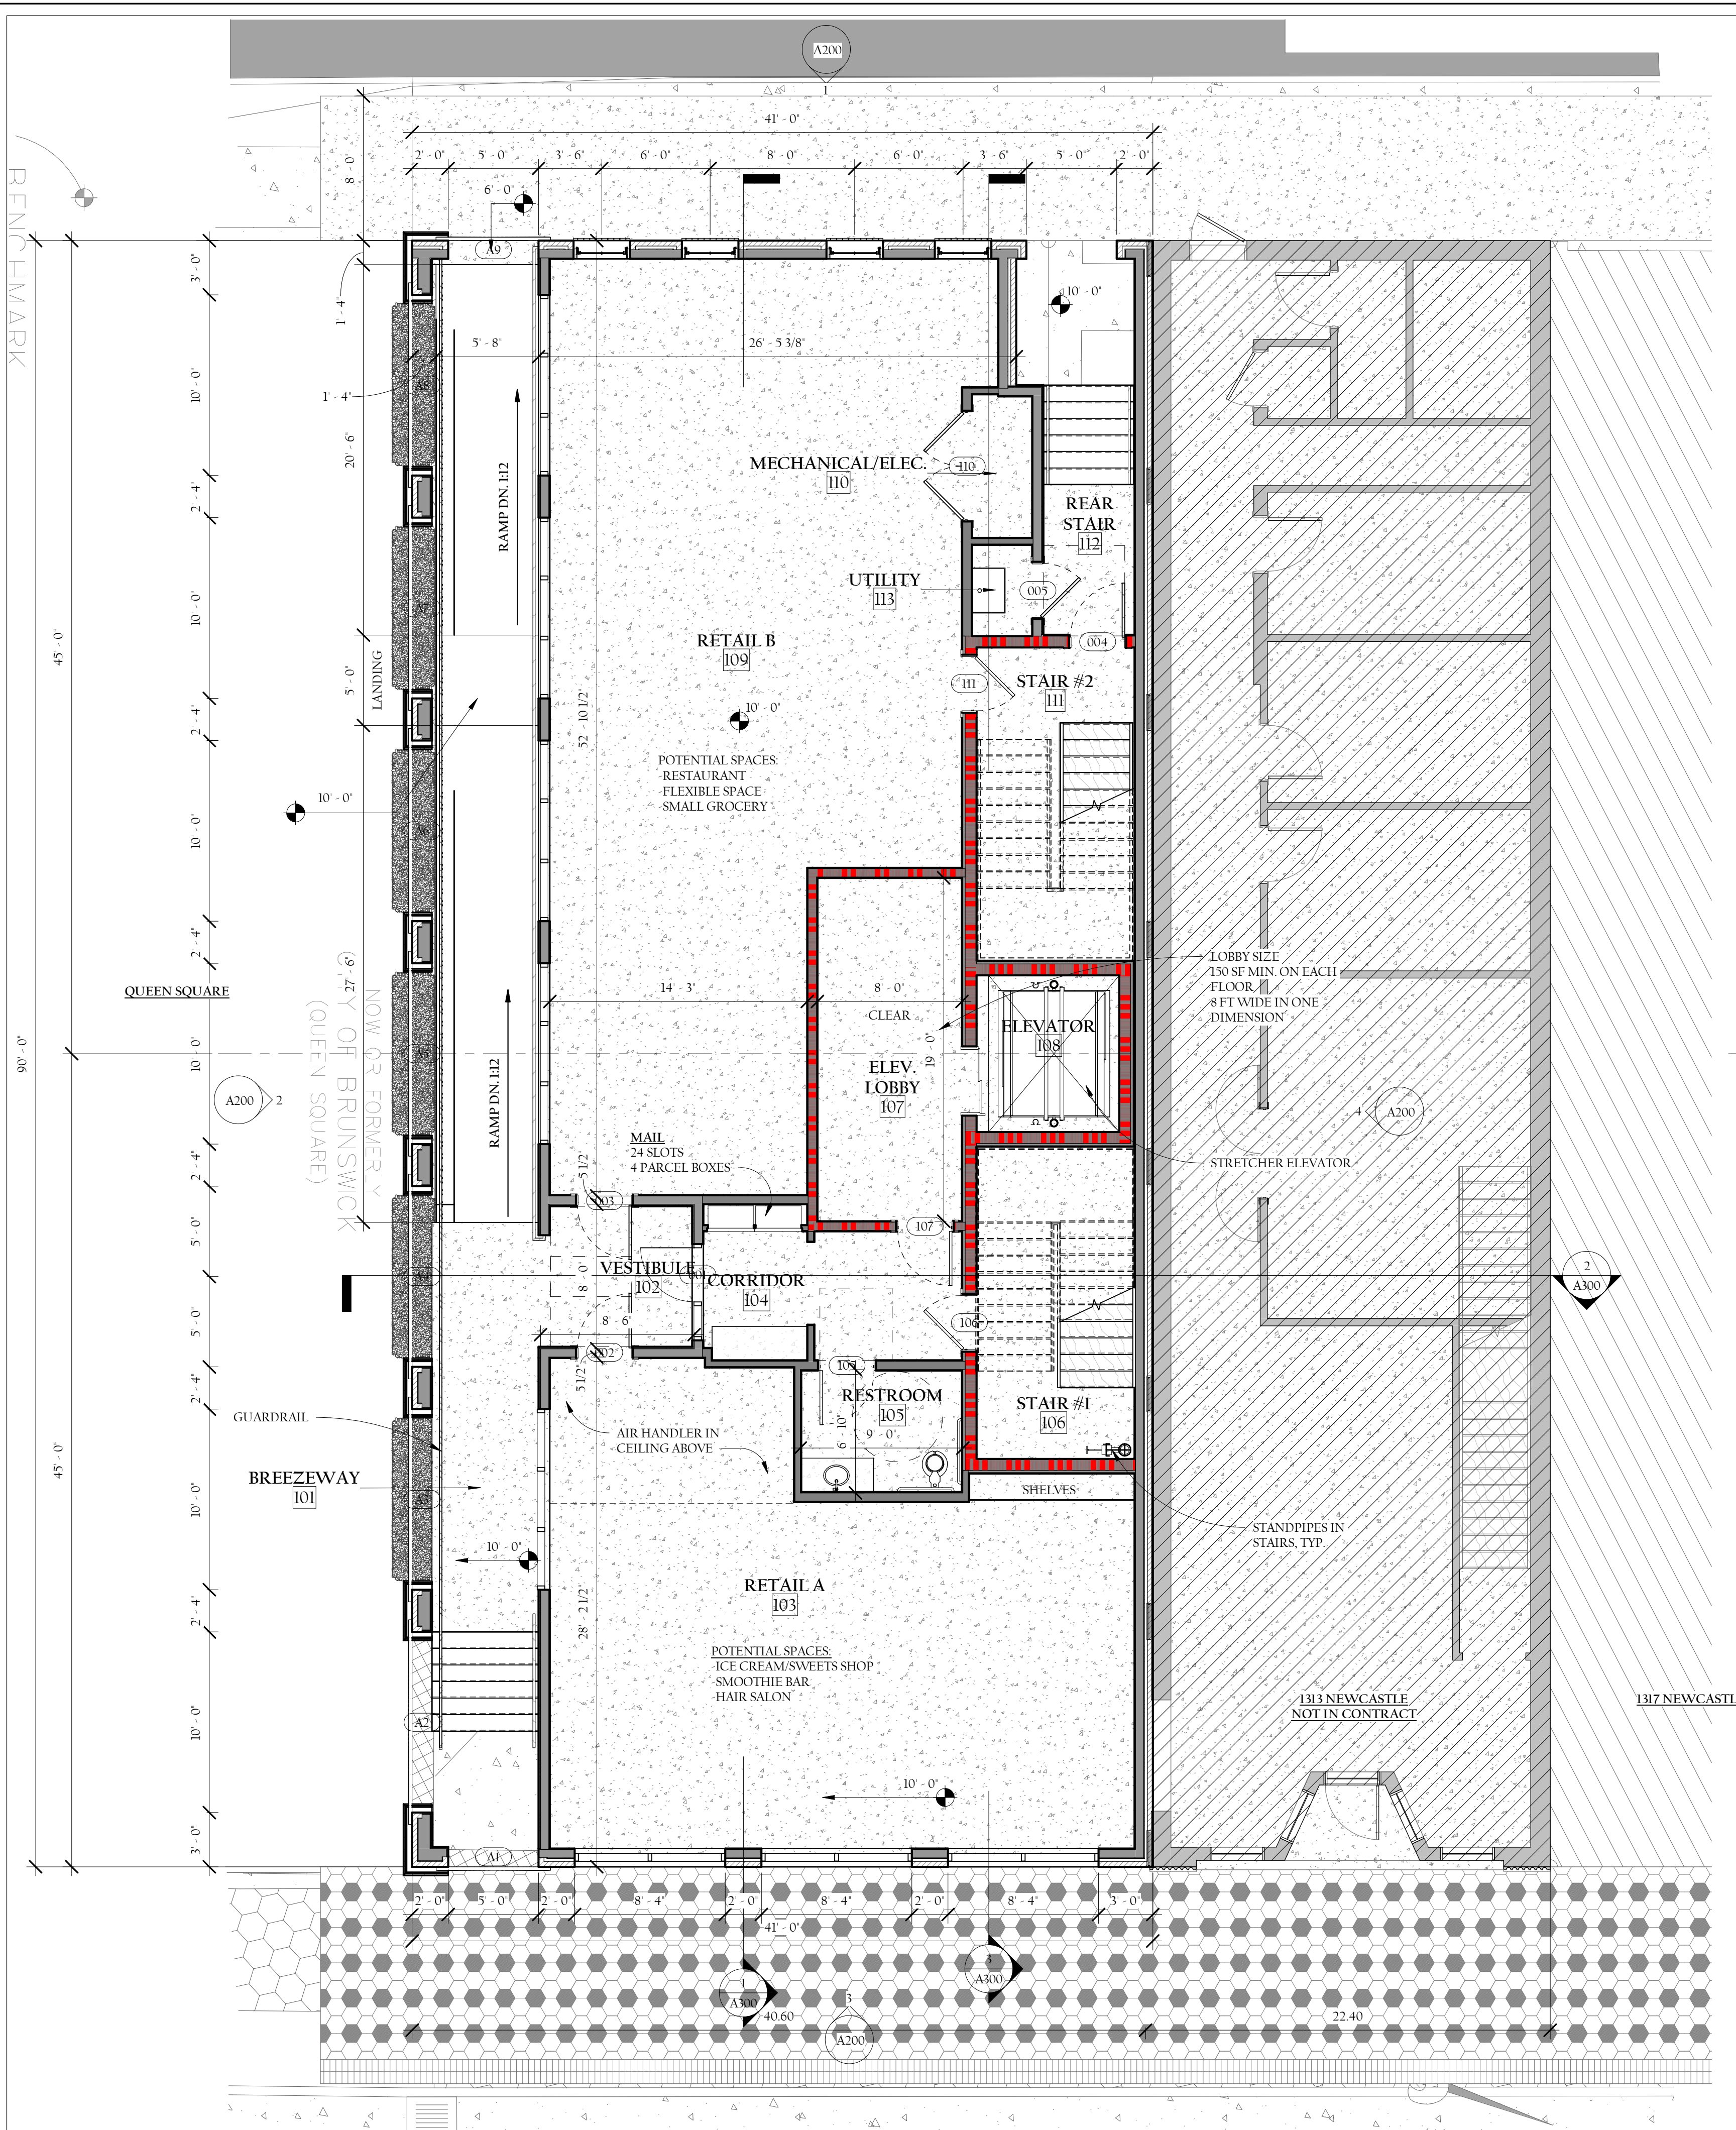 A200
1
41' - 0"
2' - 0"
5' - 0"
3' - 6"
6' - 0"
8' - 0"
6' - 0"
3' - 6"
5' - 0"
2' - 0"
8' - 0"
6' - 0"
BENCHMARK
A9
3' - 0"
1' - 4"
10' - 0"
5' - 8"
26' - 5 3/8"
10' - 0"
A8
1' - 4"
20' - 6"
RAMP DN. 1:12
MECHANICAL/ELEC.
110
110
2' - 4"
REAR
STAIR
112
UTILITY
113
005
10' - 0"
A7
45' - 0"
RETAIL B
109
004
LANDING
5' - 0"
111
STAIR #2
111
2' - 4"
52' - 10 1/2"
10' - 0"
POTENTIAL SPACES:
-RESTAURANT
-FLEXIBLE SPACE
-SMALL GROCERY
10' - 0"
A6
10' - 0"
2' - 4"
27' - 6"
QUEEN SQUARE
NOW OR FORMERLY
CITY OF BRUNSWICK
(QUEEN SQUARE)
14' - 3"
8' - 0"
CLEAR
LOBBY SIZE
150 SF MIN. ON EACH
FLOOR
8 FT WIDE IN ONE
DIMENSION
ELEVATOR
108
90' - 0"
10' - 0"
A5
19' - 0"
ELEV.
LOBBY
107
A200
2
RAMP DN. 1:12
4
A200
MAIL
24 SLOTS
4 PARCEL BOXES
STRETCHER ELEVATOR
2' - 4"
5 1/2"
003
107
5' - 0"
VESTIBULE
102
001
CORRIDOR
104
A4
8' - 0"
2
A300
5' - 0"
8' - 6"
106
002
105
2' - 4"
5 1/2"
RESTROOM
105
STAIR #1
106
GUARDRAIL
AIR HANDLER IN
CEILING ABOVE
6' - 10"
9' - 0"
45' - 0"
BREEZEWAY
101
A3
10' - 0"
SHELVES
STANDPIPES IN
STAIRS, TYP.
10' - 0"
RETAIL A
103
2' - 4"
28' - 2 1/2"
POTENTIAL SPACES:
-ICE CREAM/SWEETS SHOP
-SMOOTHIE BAR
-HAIR SALON
1313 NEWCASTLE
NOT IN CONTRACT
1317 NEWCASTL
A2
10' - 0"
10' - 0"
3' - 0"
A1
2' - 0"
5' - 0"
2' - 0"
8' - 4"
2' - 0"
8' - 4"
2' - 0"
8' - 4"
3' - 0"
41' - 0"
1
A300
3
A300
40.60
3
A200
22.40